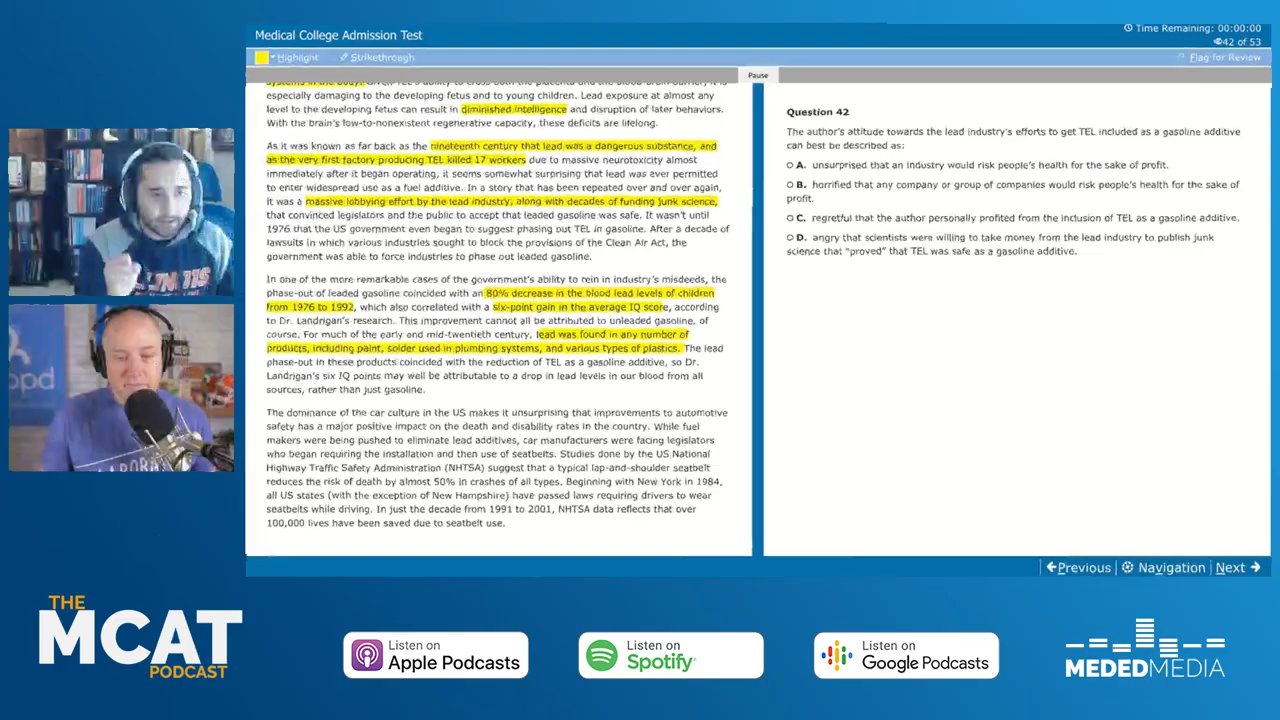 Medical College Admission Test
Time Remaining: 00:00:00
42 of 53
Highlight
Strikethrough
Flag for Review
Pause
especially damaging to the developing fetus and to young children. Lead exposure at almost any
level to the developing fetus can result in diminished intelligence and disruption of later behaviors.
With the brain's low-to-nonexistent regenerative capacity, these deficits are lifelong.
As it was known as far back as the nineteenth century that lead was a dangerous substance, and
as the very first factory producing TEL killed 17 workers due to massive neurotoxicity almost
immediately after it began operating, it seems somewhat surprising that lead was ever permitted
to enter widespread use as a fuel additive. In a story that has been repeated over and over again,
it was a massive lobbying effort by the lead industry, along with decades of funding junk science,
that convinced legislators and the public to accept that leaded gasoline was safe. It wasn't until
1976 that the US government even began to suggest phasing out TEL in gasoline. After a decade of
lawsuits in which various industries sought to block the provisions of the Clean Air Act, the
government was able to force industries to phase out leaded gasoline.
In one of the more remarkable cases of the government's ability to rein in industry's misdeeds, the
phase-out of leaded gasoline coincided with an 80% decrease in the blood lead levels of children
from 1976 to 1992, which also correlated with a six-point gain in the average IQ score, according
to Dr. Landrigan's research. This improvement cannot all be attributed to unleaded gasoline, of
course. For much of the early and mid-twentieth century, lead was found in any number of
products, including paint, solder used in plumbing systems, and various types of plastics. The lead
phase-out in these products coincided with the reduction of TEL as a gasoline additive, so Dr.
Landrigan's six IQ points may well be attributable to a drop in lead levels in our blood from all
sources, rather than just gasoline.
The dominance of the car culture in the US makes it unsurprising that improvements to automotive
safety has a major positive impact on the death and disability rates in the country. While fuel
makers were being pushed to eliminate lead additives, car manufacturers were facing legislators
who began requiring the installation and then use of seatbelts. Studies done by the US National
Highway Traffic Safety Administration (NHTSA) suggest that a typical lap-and-shoulder seatbelt
reduces the risk of death by almost 50% in crashes of all types. Beginning with New York in 1984,
all US states (with the exception of New Hampshire) have passed laws requiring drivers to wear
seatbelts while driving. In just the decade from 1991 to 2001, NHTSA data reflects that over
100,000 lives have been saved due to seatbelt use.
Question 42
The author's attitude towards the lead industry's efforts to get TEL included as a gasoline additive
can best be described as:
A. unsurprised that an industry would risk people's health for the sake of profit.
B. horrified that any company or group of companies would risk people's health for the sake of
profit.
C. regretful that the author personally profited from the inclusion of TEL as a gasoline additive.
D. angry that scientists were willing to take money from the lead industry to publish junk
science that "proved" that TEL was safe as a gasoline additive.
Previous
Navigation
Next
THE
MCAT
PODCAST
Listen on
Apple Podcasts
Listen on
Spotify
Listen on
Google Podcasts
MEDEDMEDIA